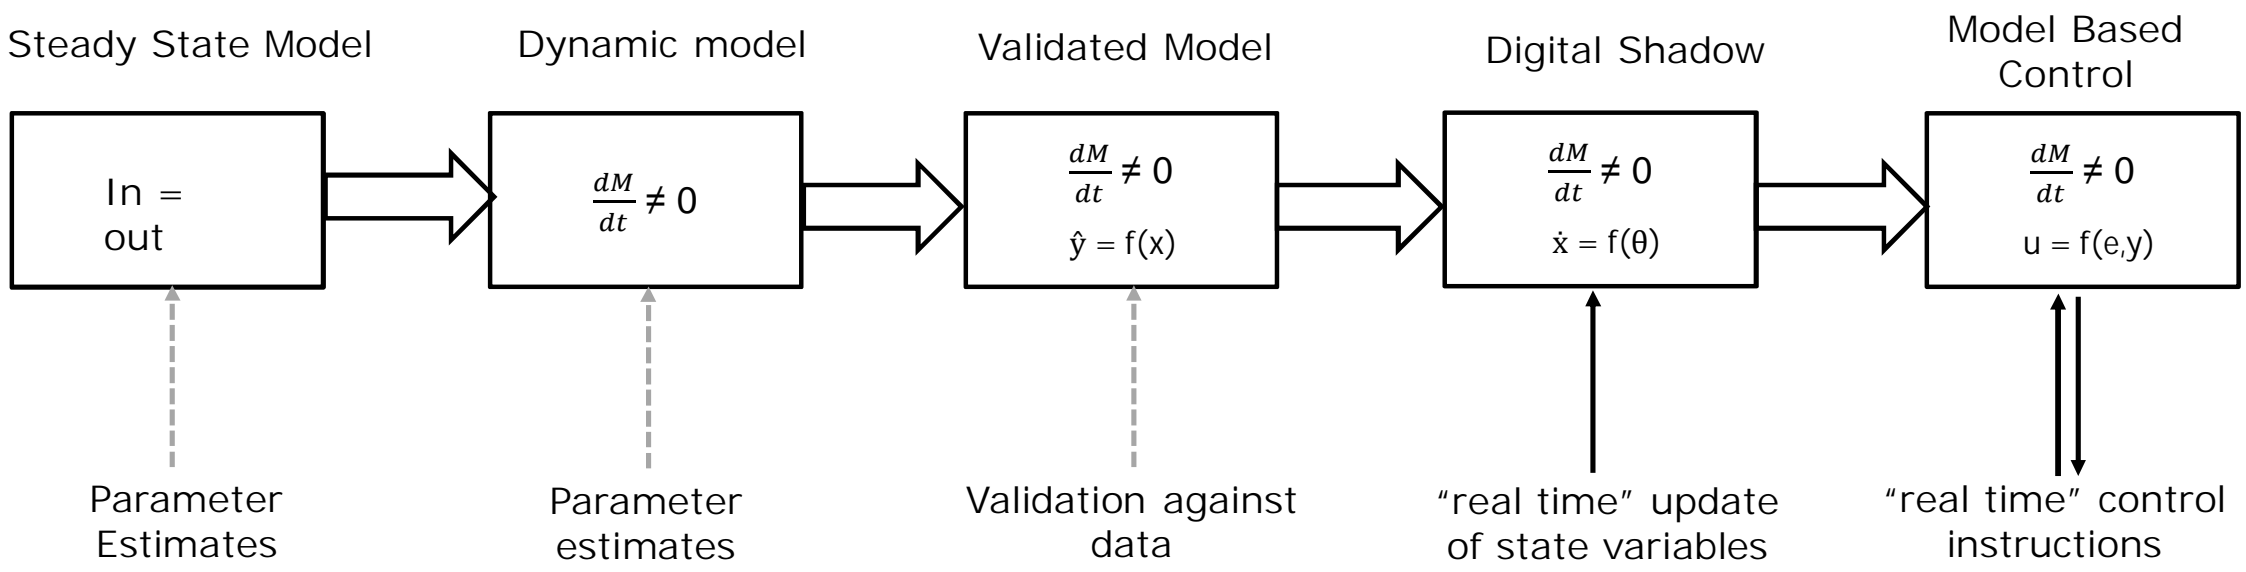 Steady State Model
Dynamic model
Validated Model
Digital Shadow
Model Based
Control
In =
out
dM
dt
≠ 0
dM
dt
≠ 0
ŷ = f(x)
dM
dt
≠ 0
ẋ = f(θ)
dM
dt
≠ 0
u = f(e,y)
Parameter
Estimates
Parameter
estimates
Validation against
data
“real time” update
of state variables
“real time” control
instructions